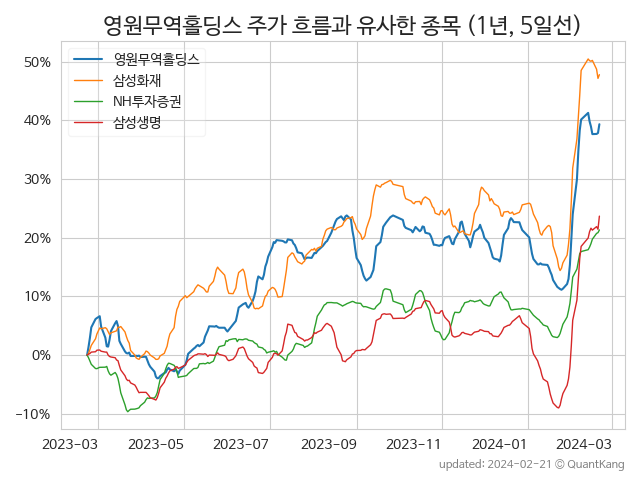 영원무역홀딩스 주가 흐름과 유사한 종목 (1년, 5일선)
영원무역홀딩스
삼성화재
NH투자증권
삼성생명
50%
40%
30%
20%
10%
0%
−10%
2023-03 2023-05 2023-07 2023-09 2023-11 2024-01 2024-03
updated: 2024-02-21 © QuantKang